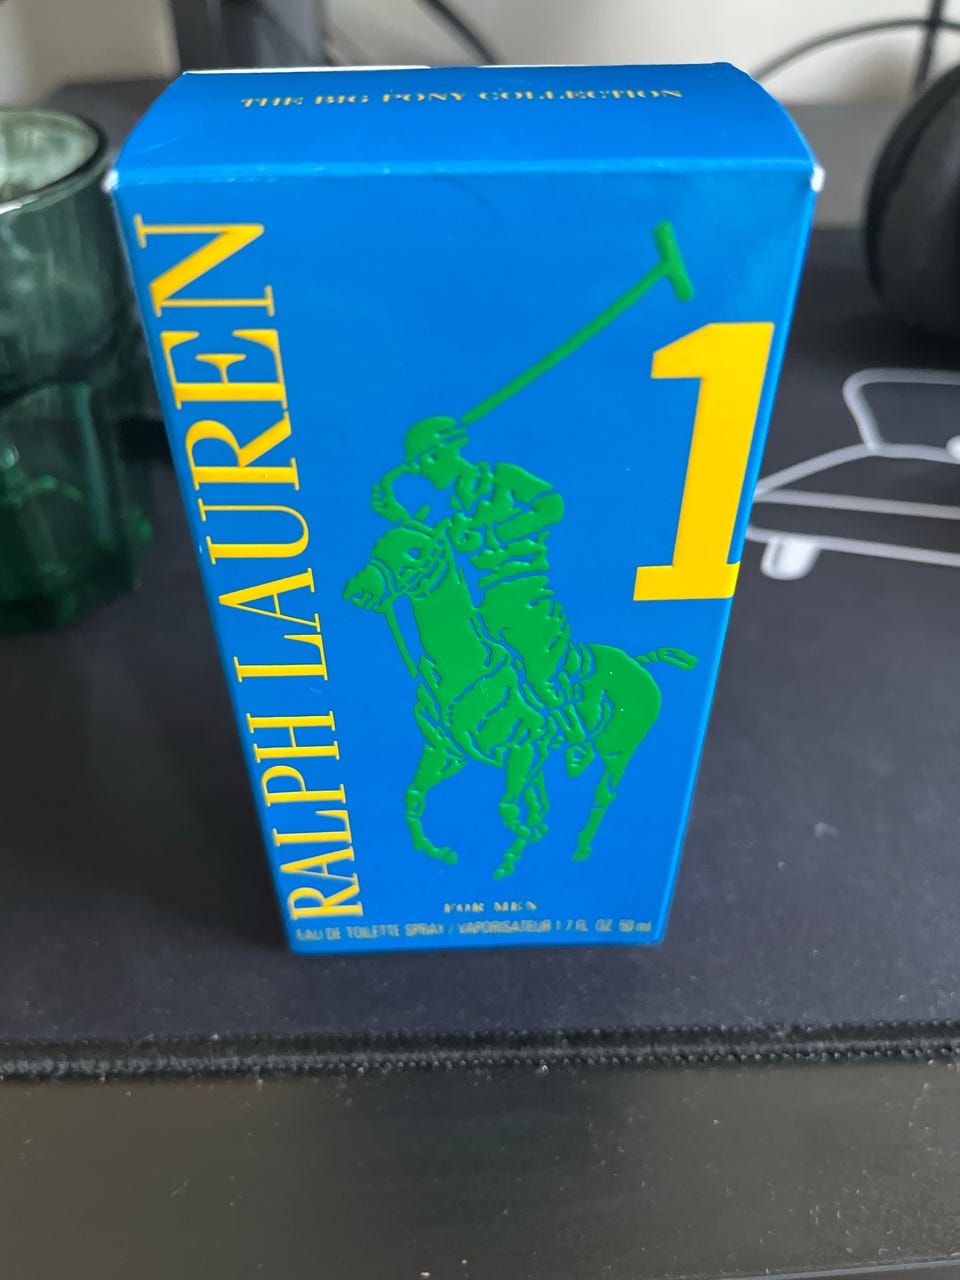 THE BIG PONY COLLECTION
RALPH LAUREN
1
FOR MEN
EAU DE TOILETTE SPRAY / VAPORISATEUR 1.7 FL. OZ 50 ml